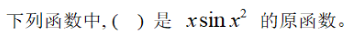 下列函数中, (   ) 是 x sin x² 的原函数。